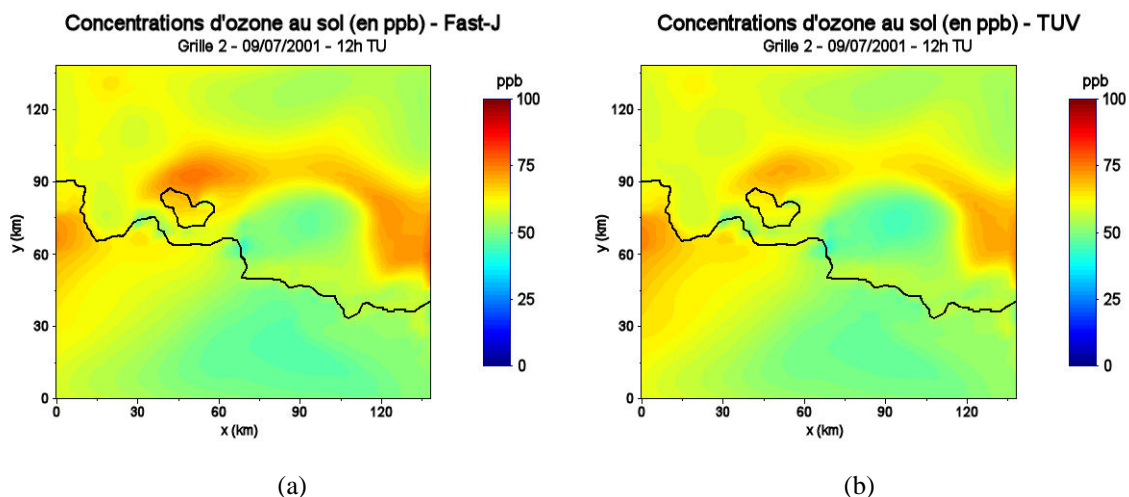 Concentrations d'ozone au sol (en ppb) - Fast-J
Grille 2 - 09/07/2001 - 12h TU
ppb
100
75
50
25
0
120
90
60
30
0
y (km)
0 30 60 90 120
x (km)
(a)
Concentrations d'ozone au sol (en ppb) - TUV
Grille 2 - 09/07/2001 - 12h TU
ppb
100
75
50
25
0
120
90
60
30
0
y (km)
0 30 60 90 120
x (km)
(b)